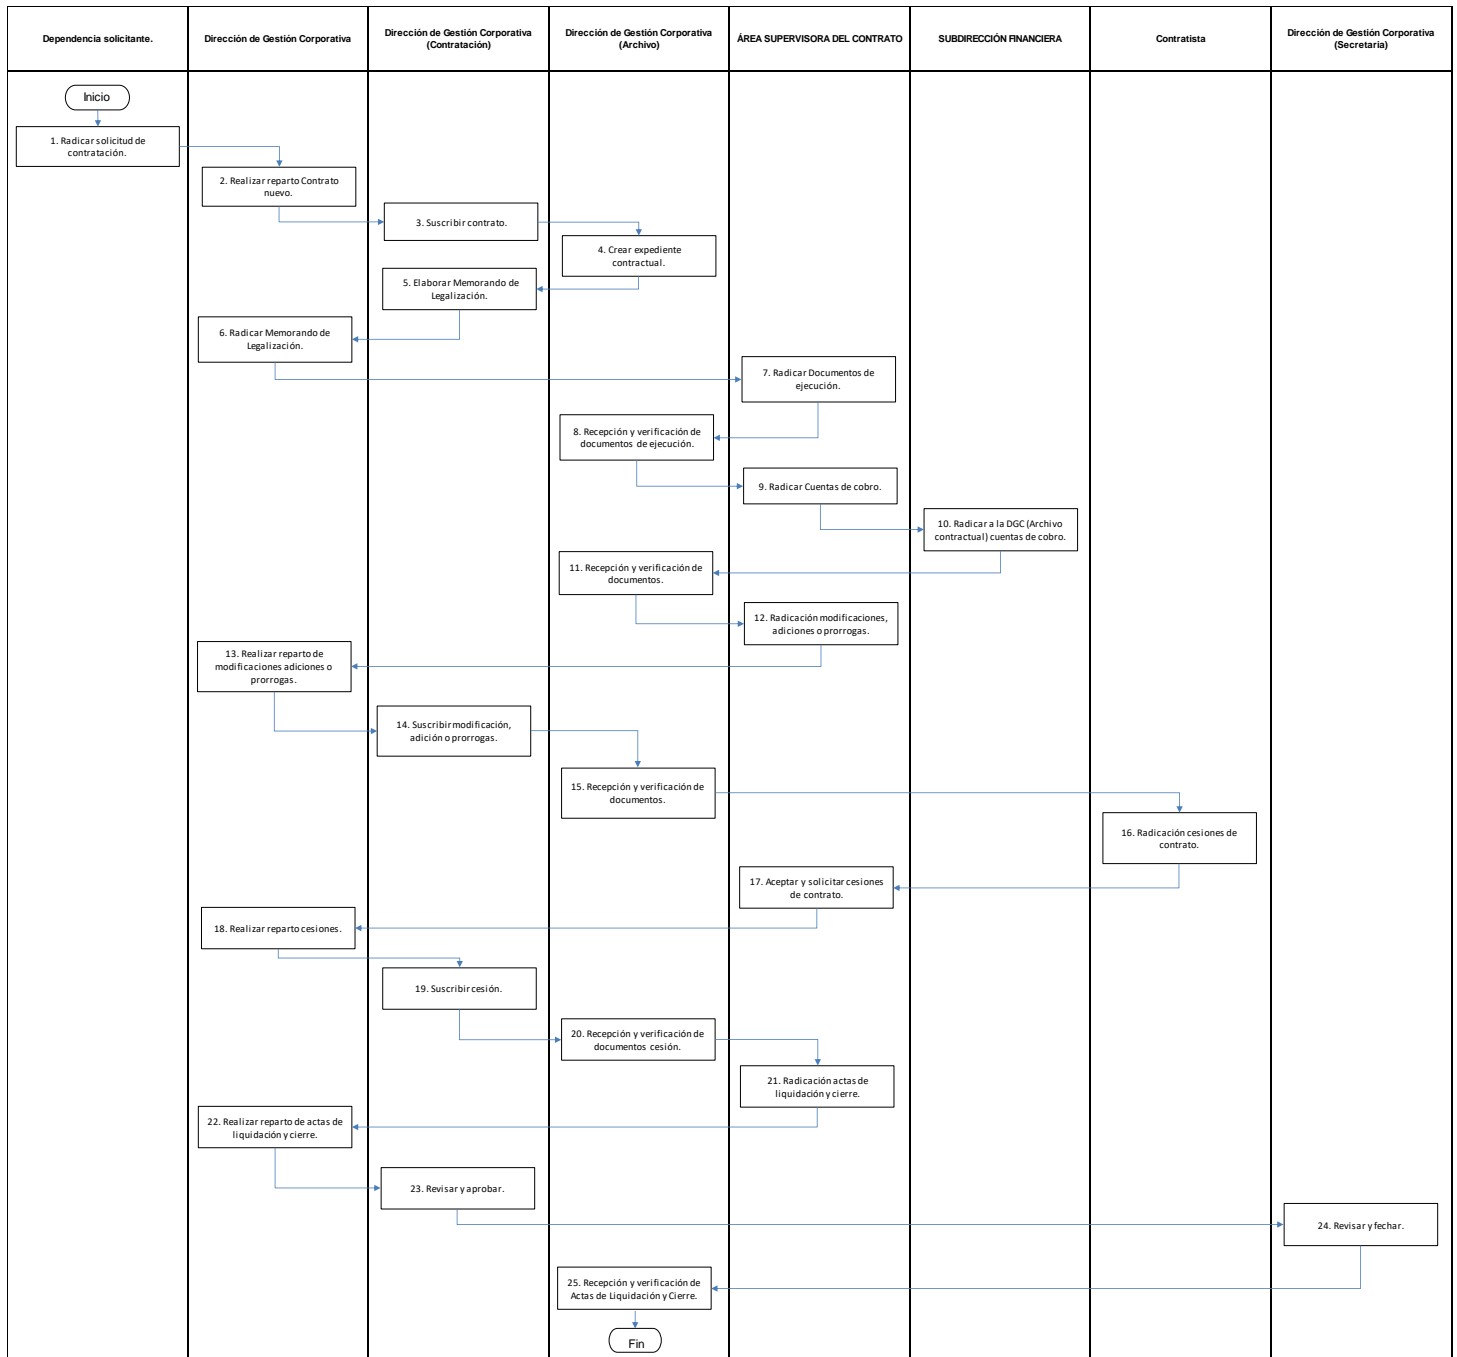 Dependencia solicitante.
Dirección de Gestión Corporativa
Dirección de Gestión Corporativa
(Contratación)
Dirección de Gestión Corporativa
(Archivo)
ÁREA SUPERVISORA DEL CONTRATO
SUBDIRECCIÓN FINANCIERA
Contratista
Dirección de Gestión Corporativa
(Secretaria)
Inicio
1. Radicar solicitud de
contratación.
2. Realizar reparto Contrato
nuevo.
3. Suscribir contrato.
4. Crear expediente
contractual.
5. Elaborar Memorando de
Legalización.
6. Radicar Memorando de
Legalización.
7. Radicar Documentos de
ejecución.
8. Recepción y verificación de
documentos de ejecución.
9. Radicar Cuentas de cobro.
10. Radicar a la DGC (Archivo
contractual) cuentas de cobro.
11. Recepción y verificación de
documentos.
12. Radicación modificaciones,
adiciones o prorrogas.
13. Realizar reparto de
modificaciones adiciones o
prorrogas.
14. Suscribir modificación,
adición o prorrogas.
15. Recepción y verificación de
documentos.
16. Radicación cesiones de
contrato.
17. Aceptar y solicitar cesiones
de contrato.
18. Realizar reparto cesiones.
19. Suscribir cesión.
20. Recepción y verificación de
documentos cesión.
21. Radicación actas de
liquidación y cierre.
22. Realizar reparto de actas de
liquidación y cierre.
23. Revisar y aprobar.
24. Revisar y fechar.
25. Recepción y verificación de
Actas de Liquidación y Cierre.
Fin